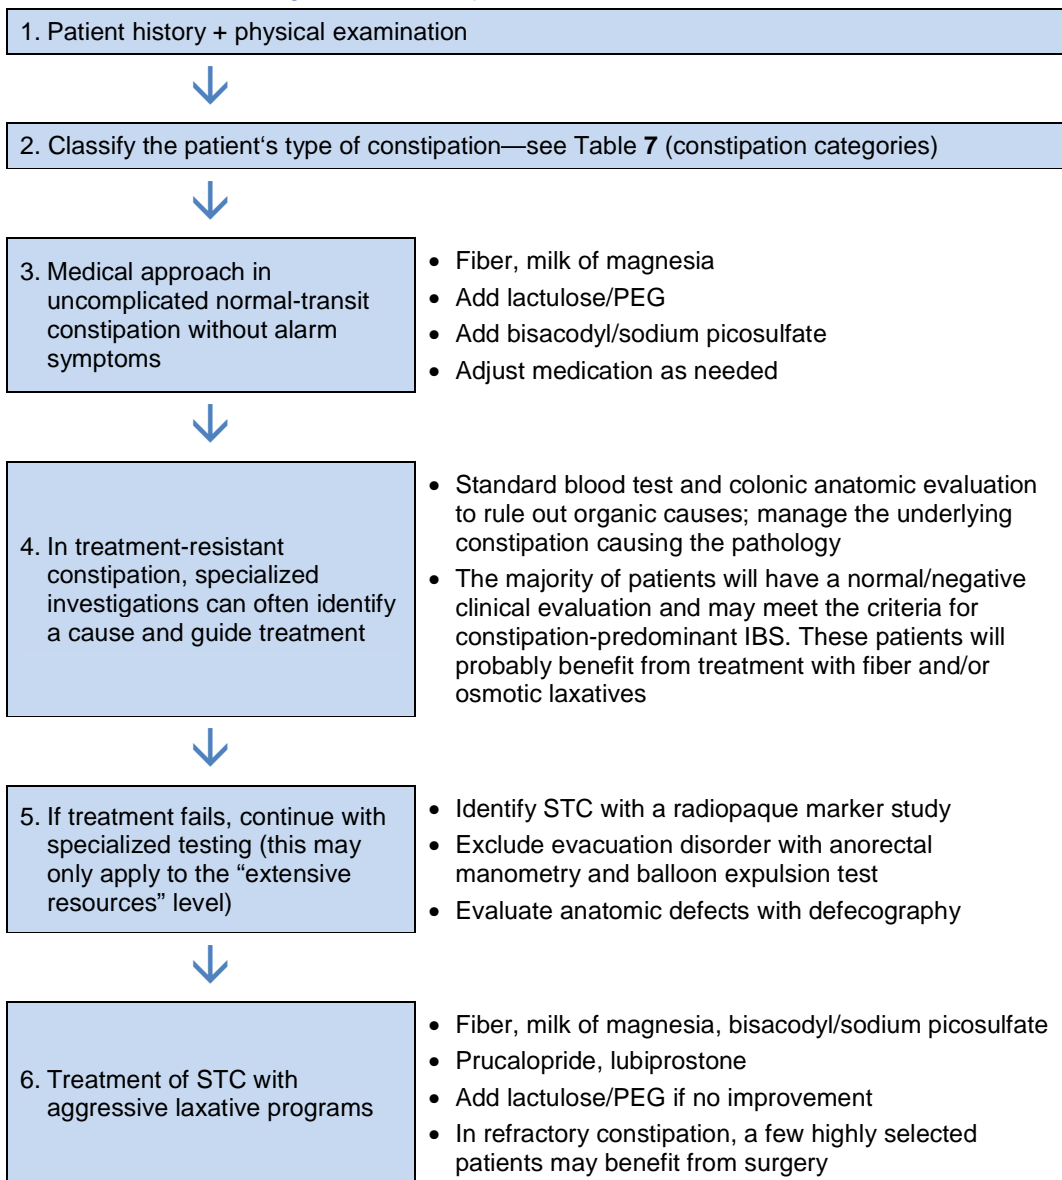 1. Patient history + physical examination
2. Classify the patient‘s type of constipation—see Table 7 (constipation categories)
3. Medical approach in
uncomplicated normal-transit
constipation without alarm
symptoms
• Fiber, milk of magnesia
• Add lactulose/PEG
• Add bisacodyl/sodium picosulfate
• Adjust medication as needed
4. In treatment-resistant
constipation, specialized
investigations can often identify
a cause and guide treatment
• Standard blood test and colonic anatomic evaluation
to rule out organic causes; manage the underlying
constipation causing the pathology
• The majority of patients will have a normal/negative
clinical evaluation and may meet the criteria for
constipation-predominant IBS. These patients will
probably benefit from treatment with fiber and/or
osmotic laxatives
5. If treatment fails, continue with
specialized testing (this may
only apply to the “extensive
resources” level)
• Identify STC with a radiopaque marker study
• Exclude evacuation disorder with anorectal
manometry and balloon expulsion test
• Evaluate anatomic defects with defecography
6. Treatment of STC with
aggressive laxative programs
• Fiber, milk of magnesia, bisacodyl/sodium picosulfate
• Prucalopride, lubiprostone
• Add lactulose/PEG if no improvement
• In refractory constipation, a few highly selected
patients may benefit from surgery